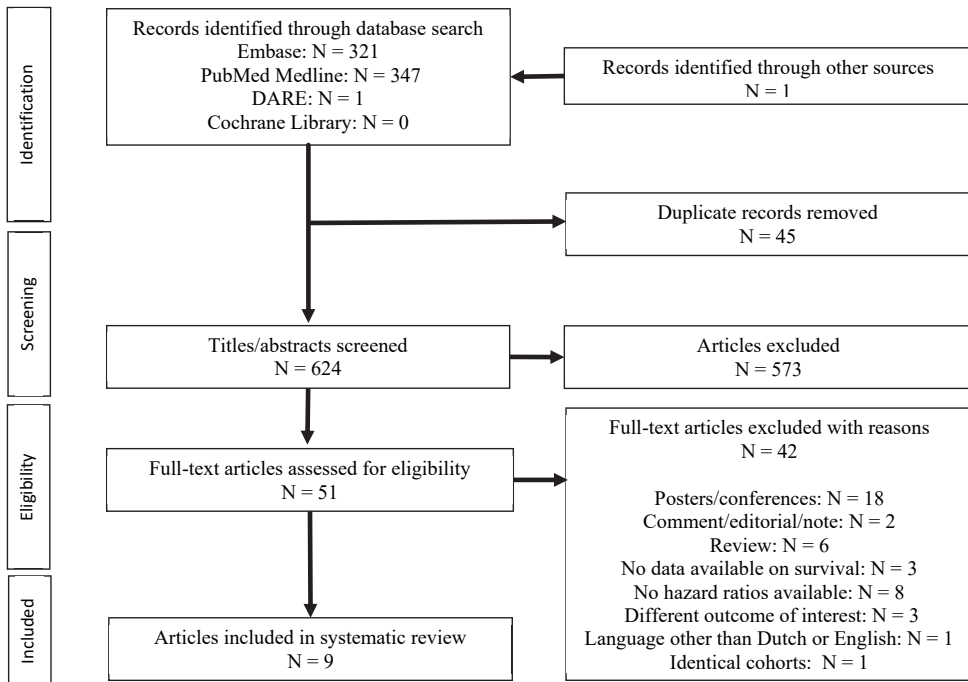 Identification
Records identified through database search
Embase: N = 321
PubMed Medline: N = 347
DARE: N = 1
Cochrane Library: N = 0
Records identified through other sources
N = 1
Duplicate records removed
N = 45
Screening
Titles/abstracts screened
N = 624
Articles excluded
N = 573
Eligibility
Full-text articles assessed for eligibility
N = 51
Full-text articles excluded with reasons
N = 42
Posters/conferences: N = 18
Comment/editorial/note: N = 2
Review: N = 6
No data available on survival: N = 3
No hazard ratios available: N = 8
Different outcome of interest: N = 3
Language other than Dutch or English: N = 1
Identical cohorts: N = 1
Included
Articles included in systematic review
N = 9